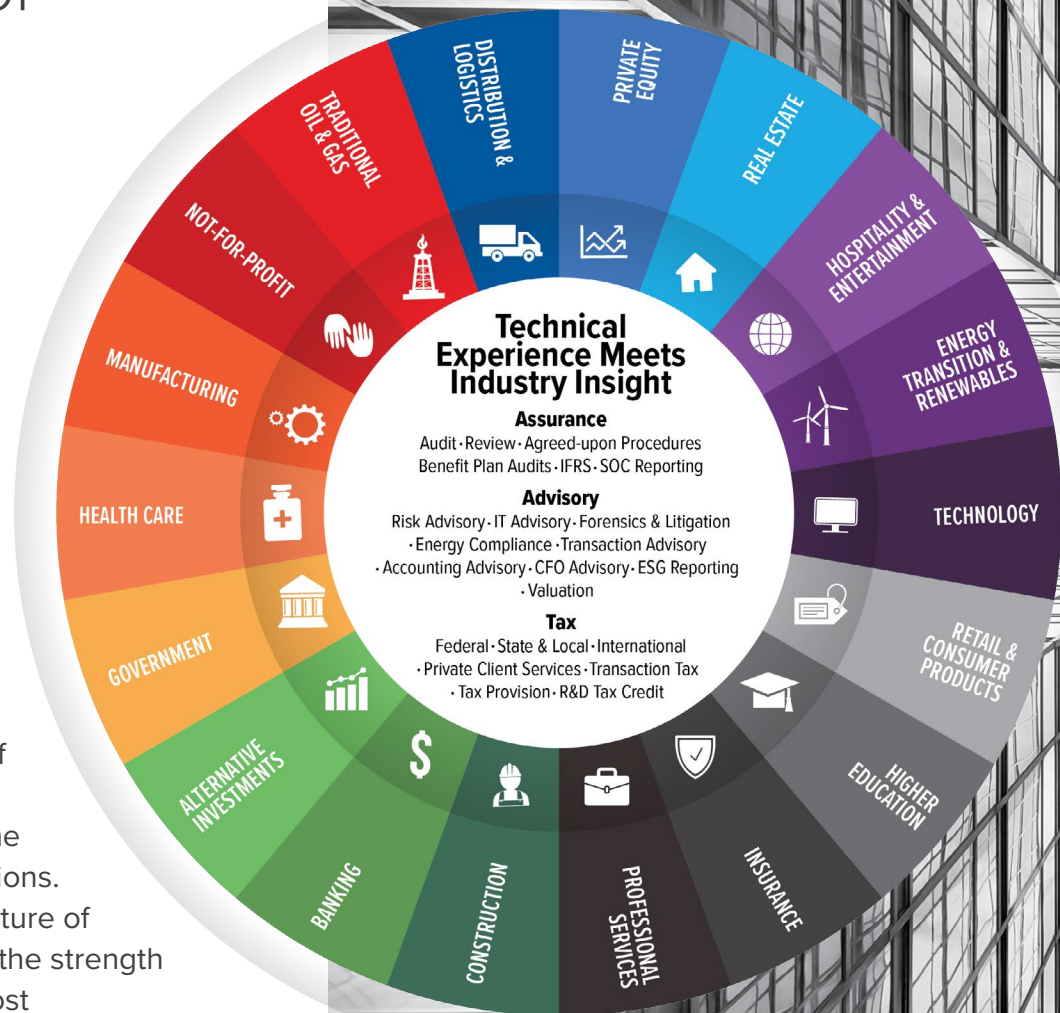 DISTRIBUTION &
LOGISTICS
PRIVATE
EQUITY
REAL ESTATE
HOSPITALITY &
ENTERTAINMENT
ENERGY
TRANSITION &
RENEWABLES
TECHNOLOGY
RETAIL &
CONSUMER
PRODUCTS
HIGHER
EDUCATION
INSURANCE
PROFESSIONAL
SERVICES
CONSTRUCTION
BANKING
ALTERNATIVE
INVESTMENTS
GOVERNMENT
HEALTH CARE
MANUFACTURING
NOT-FOR-PROFIT
TRADITIONAL
OIL & GAS
Technical
Experience Meets
Industry Insight
Assurance
Audit · Review · Agreed-upon Procedures
Benefit Plan Audits · IFRS · SOC Reporting
Advisory
Risk Advisory · IT Advisory · Forensics & Litigation
· Energy Compliance · Transaction Advisory
· Accounting Advisory · CFO Advisory · ESG Reporting
· Valuation
Tax
Federal · State & Local · International
· Private Client Services · Transaction Tax
· Tax Provision · R&D Tax Credit
$
ture of
the strength